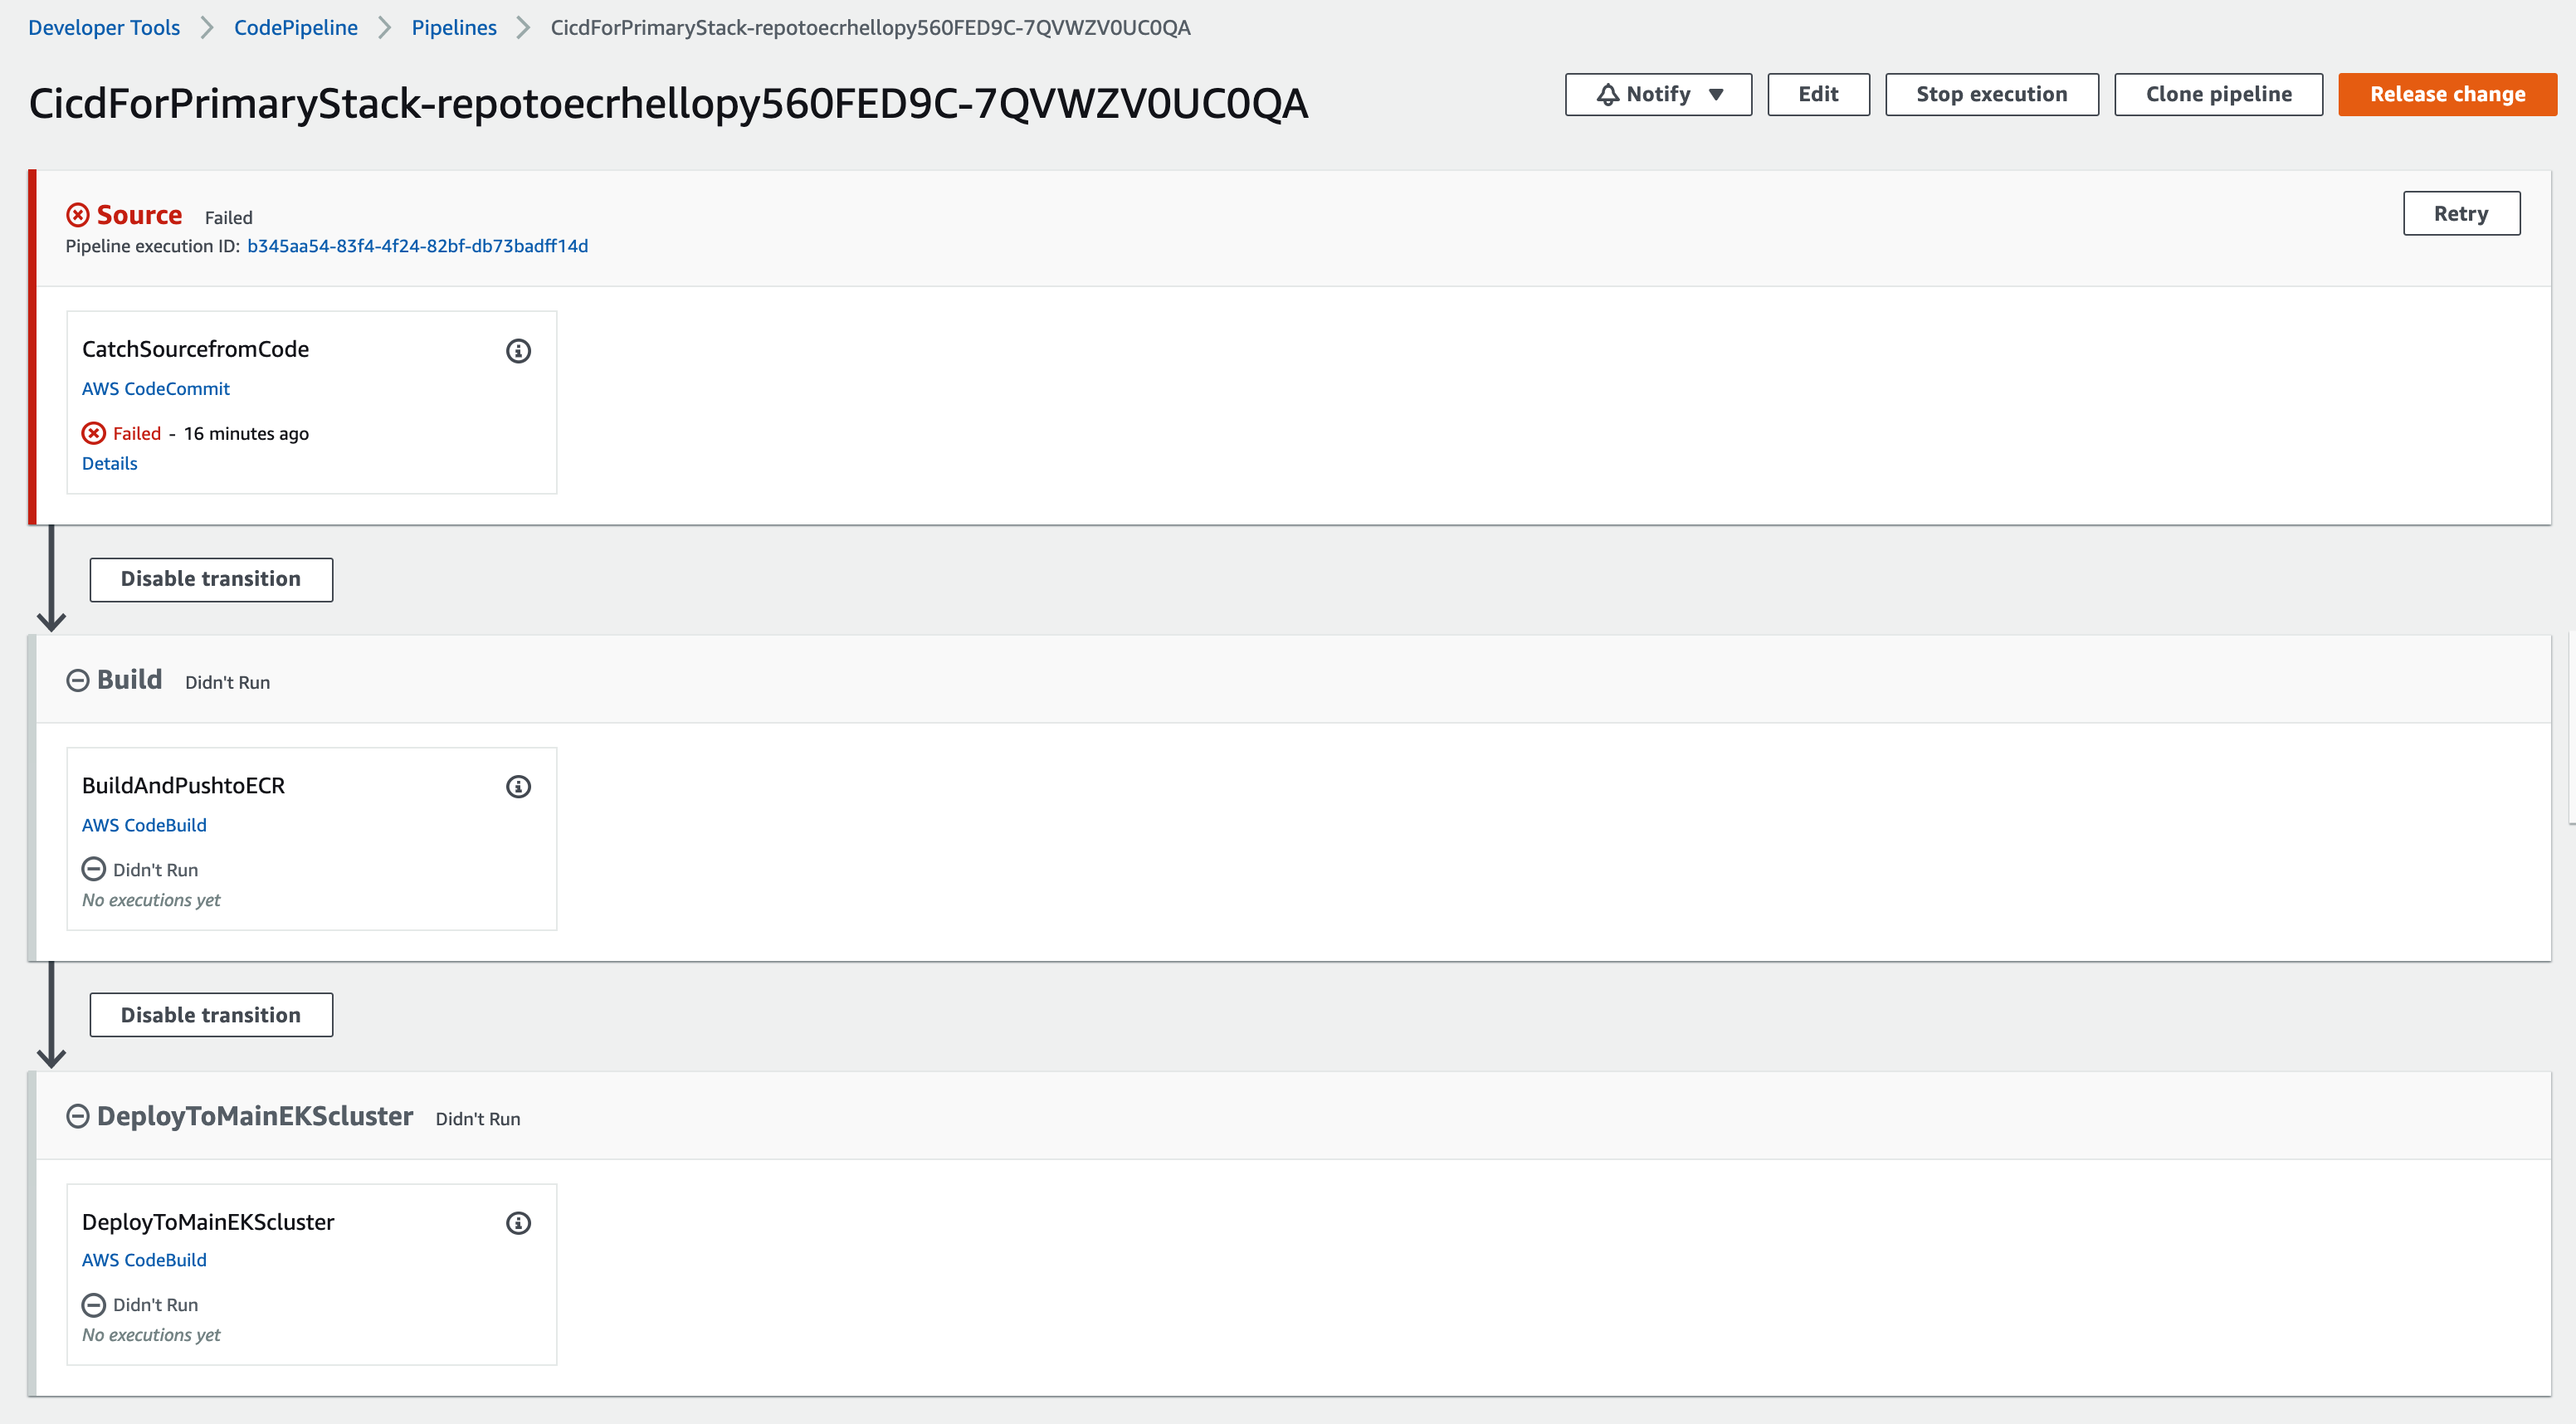 Developer Tools > CodePipeline > Pipelines > CicdForPrimaryStack-repotoecrhellopy560FED9C-7QVWZV0UC0QA
CicdForPrimaryStack-repotoecrhellopy560FED9C-7QVWZV0UC0QA
Notify Edit Stop execution Clone pipeline Release change
Source Failed
Retry
Pipeline execution ID: b345aa54-83f4-4f24-82bf-db73badff14d
CatchSourcefromCode
AWS CodeCommit
Failed - 16 minutes ago
Details
Disable transition
Build Didn't Run
BuildAndPushtoECR
AWS CodeBuild
Didn't Run
No executions yet
Disable transition
DeployToMainEKScluster Didn't Run
DeployToMainEKScluster
AWS CodeBuild
Didn't Run
No executions yet